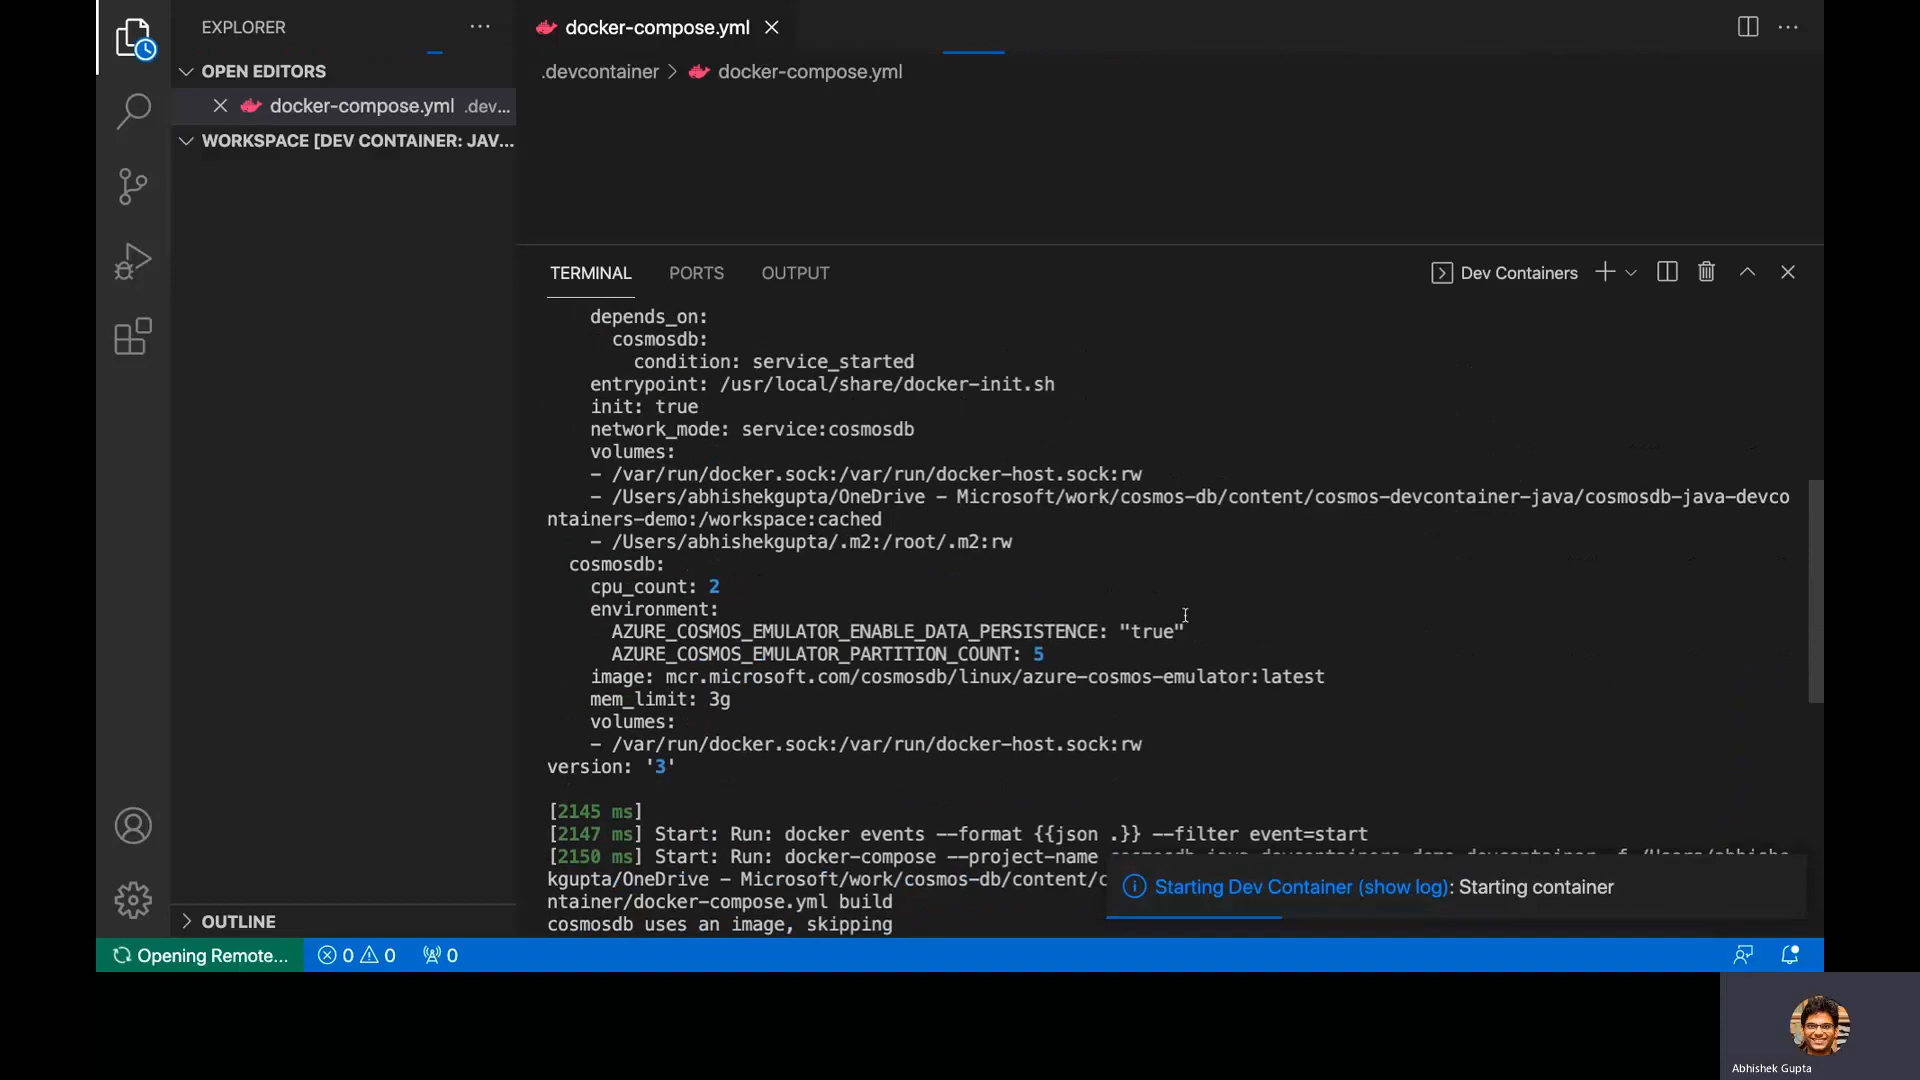 EXPLORER
docker-compose.yml
OPEN EDITORS
docker-compose.yml .dev...
WORKSPACE [DEV CONTAINER: JAV...
.devcontainer > docker-compose.yml
TERMINAL PORTS OUTPUT
Dev Containers
depends_on:
cosmosdb:
condition: service_started
entrypoint: /usr/local/share/docker-init.sh
init: true
network_mode: service:cosmosdb
volumes:
- /var/run/docker.sock:/var/run/docker-host.sock:rw
- /Users/abhishekgupta/OneDrive - Microsoft/work/cosmos-db/content/cosmos-devcontainer-java/cosmosdb-java-devco
ntainers-demo:/workspace:cached
- /Users/abhishekgupta/.m2:/root/.m2:rw
cosmosdb:
cpu_count: 2
environment:
AZURE_COSMOS_EMULATOR_ENABLE_DATA_PERSISTENCE: "true"
AZURE_COSMOS_EMULATOR_PARTITION_COUNT: 5
image: mcr.microsoft.com/cosmosdb/linux/azure-cosmos-emulator:latest
mem_limit: 3g
volumes:
- /var/run/docker.sock:/var/run/docker-host.sock:rw
version: '3'
[2145 ms]
[2147 ms] Start: Run: docker events --format {{json .}} --filter event=start
[2150 ms] Start: Run: docker-compose --project-name
kgupta/OneDrive - Microsoft/work/cosmos-db/content/c
ntainer/docker-compose.yml build
cosmosdb uses an image, skipping
Starting Dev Container (show log): Starting container
OUTLINE
Opening Remote... 0 0 0
Abhishek Gupta